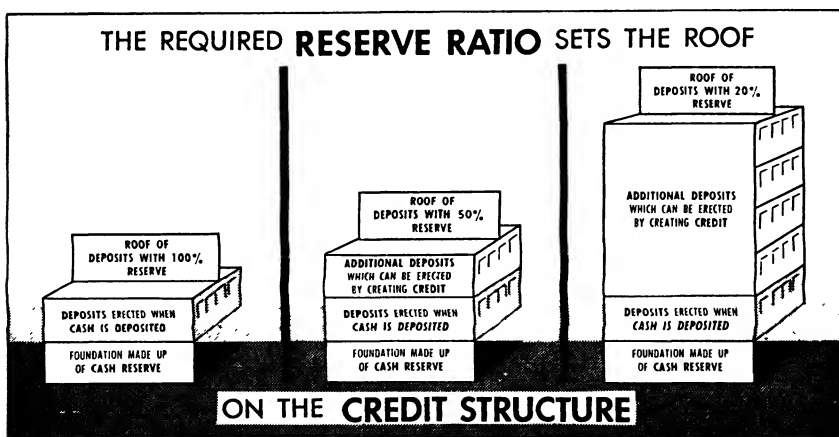 THE REQUIRED RESERVE RATIO SETS THE ROOF
ROOF OF
DEPOSITS WITH 100%
RESERVE
DEPOSITS ERECTED WHEN
CASH IS DEPOSITED
FOUNDATION MADE UP
OF CASH RESERVE
ROOF OF
DEPOSITS WITH 50%
RESERVE
ADDITIONAL DEPOSITS
WHICH CAN BE ERECTED
BY CREATING CREDIT
DEPOSITS ERECTED WHEN
CASH IS DEPOSITED
FOUNDATION MADE UP
OF CASH RESERVE
ROOF OF
DEPOSITS WITH 20%
RESERVE
ADDITIONAL DEPOSITS
WHICH CAN BE ERECTED
BY CREATING CREDIT
DEPOSITS ERECTED WHEN
CASH IS DEPOSITED
FOUNDATION MADE UP
OF CASH RESERVE
ON THE CREDIT STRUCTURE